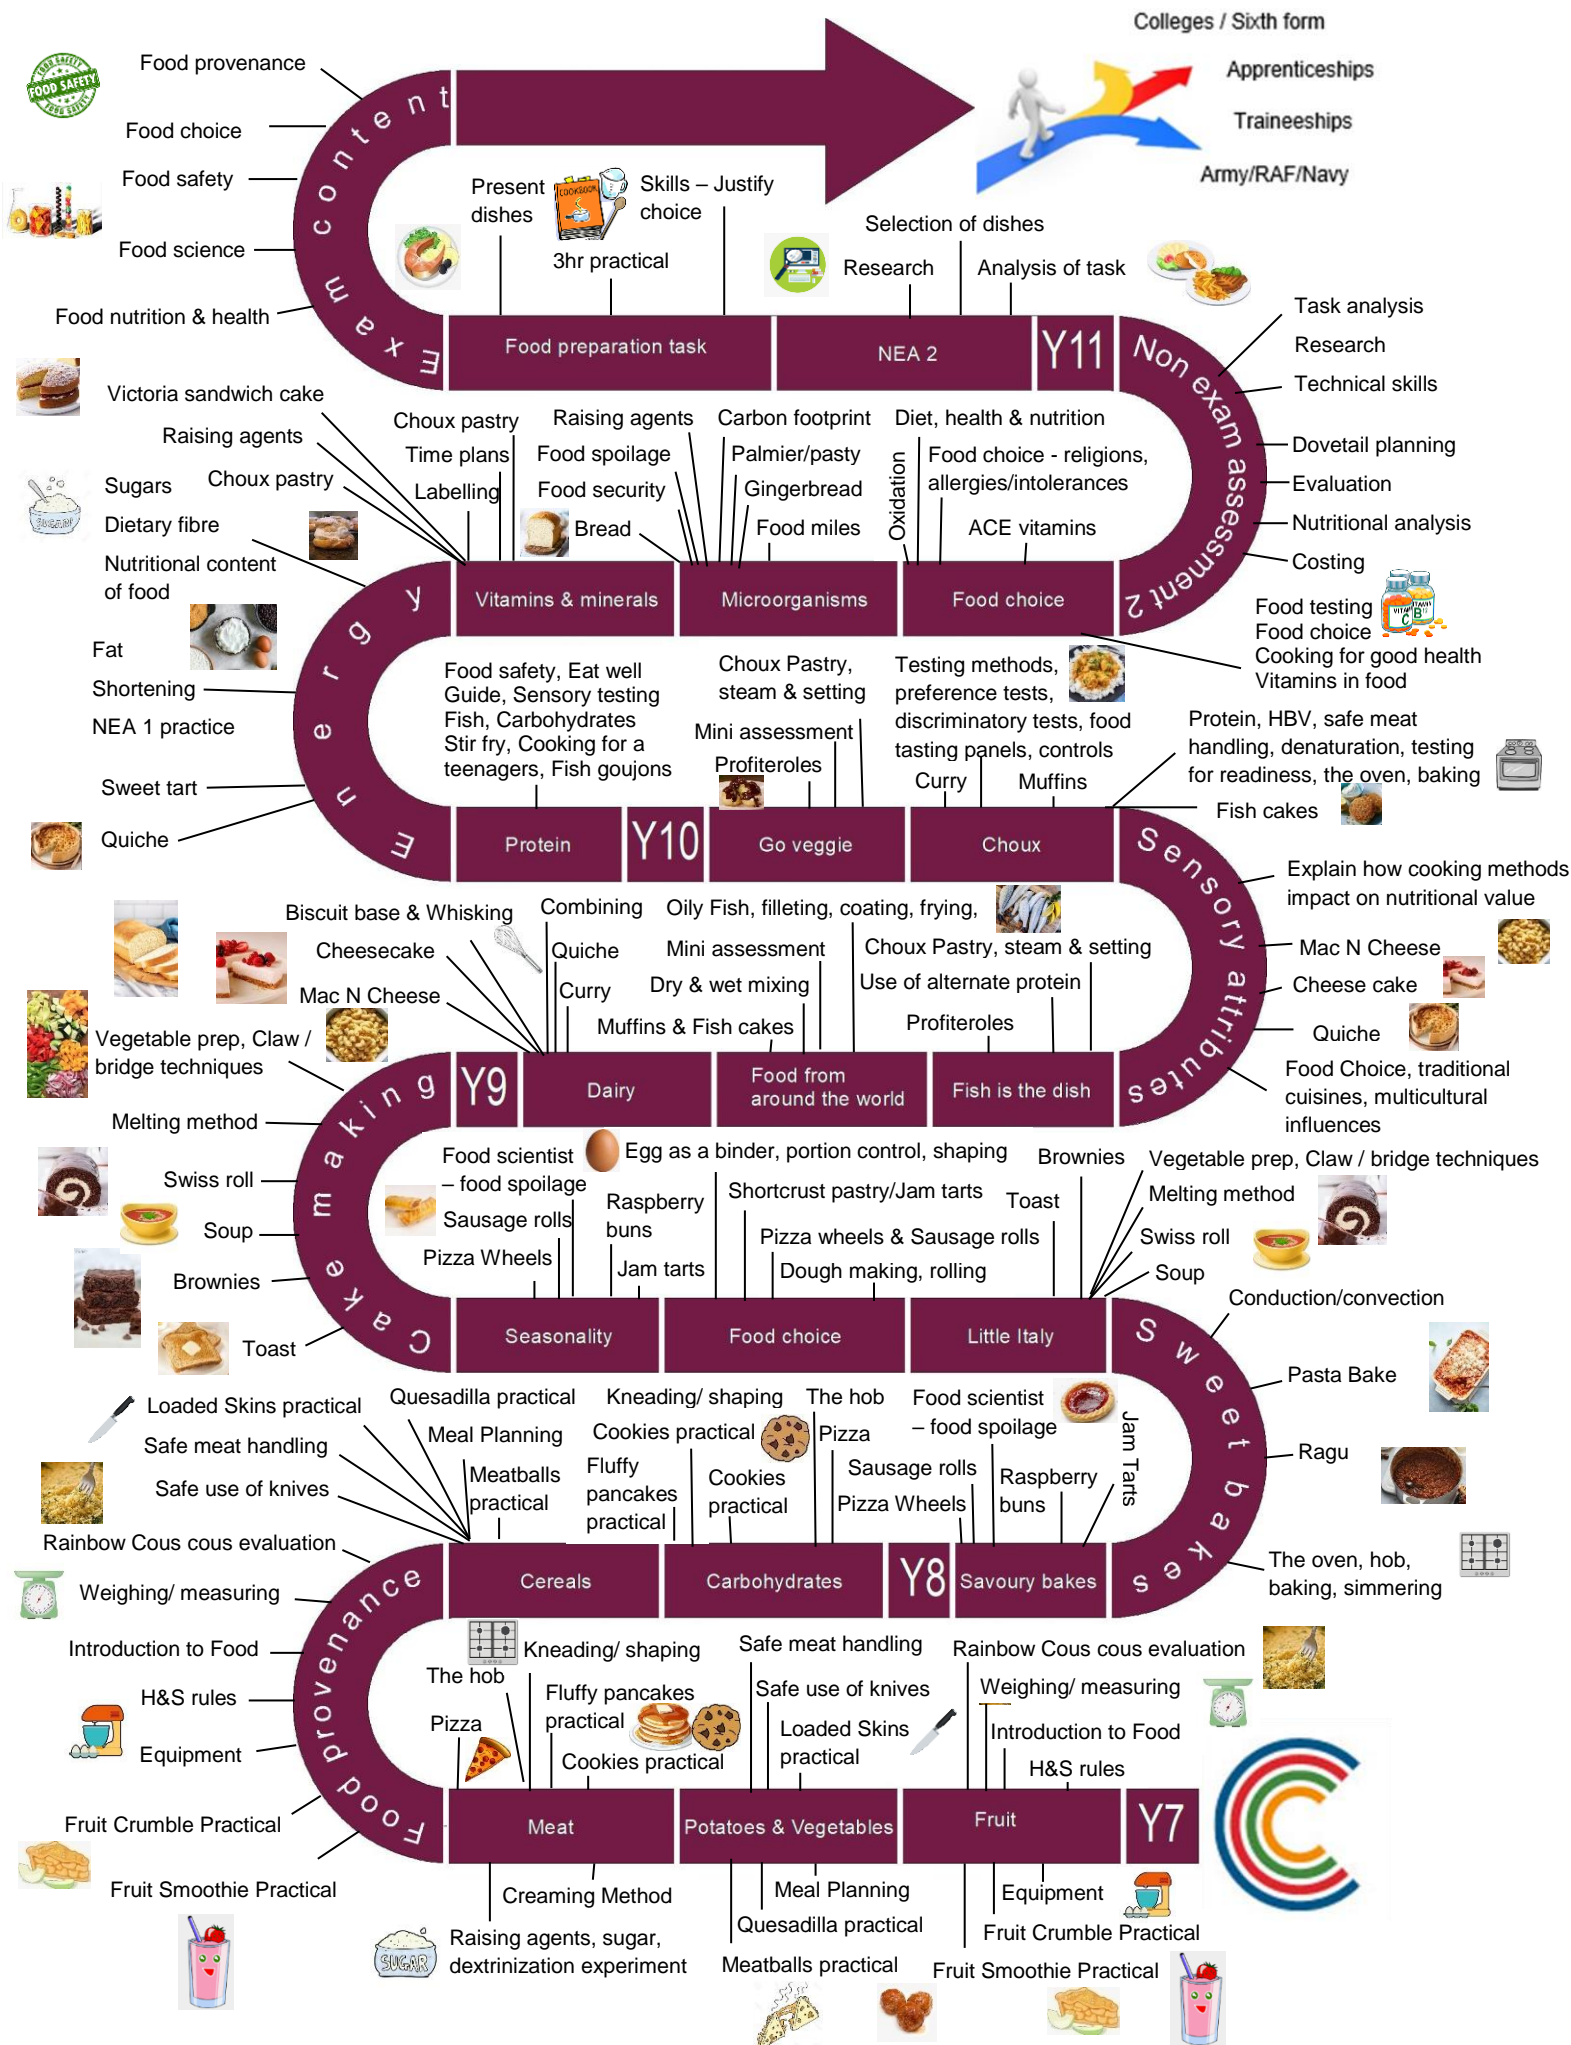 Colleges / Sixth form
Apprenticeships
Traineeships
Army/RAF/Navy
FOOD SAFETY
FOOD SAFETY
FOOD SAFETY
Food provenance
Food choice
Food safety
Food science
Food nutrition & health
Exam content
Present
dishes
COOKBOOK
Skills – Justify
choice
3hr practical
Selection of dishes
Research
Analysis of task
Food preparation task
NEA 2
Y11
Non exam assessment 2
Task analysis
Research
Technical skills
Dovetail planning
Evaluation
Nutritional analysis
Costing
Victoria sandwich cake
Raising agents
Choux pastry
Choux pastry
Time plans
Labelling
Raising agents
Food spoilage
Food security
Bread
Carbon footprint
Palmier/pasty
Gingerbread
Food miles
Diet, health & nutrition
Oxidation
Food choice - religions,
allergies/intolerances
ACE vitamins
Sugars
SUGAR
Dietary fibre
Nutritional content
of food
Fat
Shortening
NEA 1 practice
Sweet tart
Quiche
Energy
Vitamins & minerals
Microorganisms
Food choice
Food testing
Food choice
Cooking for good health
Vitamins in food
VITAMIN
C
B
Food safety, Eat well
Guide, Sensory testing
Fish, Carbohydrates
Stir fry, Cooking for a
teenagers, Fish goujons
Choux Pastry,
steam & setting
Mini assessment
Profiteroles
Testing methods,
preference tests,
discriminatory tests, food
tasting panels, controls
Curry
Muffins
Protein, HBV, safe meat
handling, denaturation, testing
for readiness, the oven, baking
Fish cakes
Protein
Y10
Go veggie
Choux
Sensory attributes
Explain how cooking methods
impact on nutritional value
Mac N Cheese
Cheese cake
Quiche
Food Choice, traditional
cuisines, multicultural
influences
Biscuit base & Whisking
Cheesecake
Mac N Cheese
Combining
Quiche
Curry
Oily Fish, filleting, coating, frying,
Mini assessment
Dry & wet mixing
Muffins & Fish cakes
Choux Pastry, steam & setting
Use of alternate protein
Profiteroles
Vegetable prep, Claw /
bridge techniques
Melting method
Swiss roll
Soup
Brownies
Toast
Cake making
Y9
Dairy
Food from
around the world
Fish is the dish
Food scientist
– food spoilage
Sausage rolls
Pizza Wheels
Raspberry
buns
Jam tarts
Egg as a binder, portion control, shaping
Shortcrust pastry/Jam tarts
Pizza wheels & Sausage rolls
Dough making, rolling
Brownies
Toast
Vegetable prep, Claw / bridge techniques
Melting method
Swiss roll
Soup
Seasonality
Food choice
Little Italy
Sweet bakes
Conduction/convection
Pasta Bake
Ragu
The oven, hob,
baking, simmering
Loaded Skins practical
Safe meat handling
Safe use of knives
Quesadilla practical
Meal Planning
Meatballs
practical
Kneading/ shaping
Cookies practical
Fluffy
pancakes
practical
Cookies
practical
The hob
Pizza
Food scientist
– food spoilage
Sausage rolls
Pizza Wheels
Raspberry
buns
Jam Tarts
Rainbow Cous cous evaluation
Weighing/ measuring
Introduction to Food
H&S rules
Equipment
Fruit Crumble Practical
Fruit Smoothie Practical
Food provenance
Cereals
Carbohydrates
Y8
Savoury bakes
Kneading/ shaping
The hob
Pizza
Fluffy pancakes
practical
Cookies practical
Safe meat handling
Safe use of knives
Loaded Skins
practical
Rainbow Cous cous evaluation
Weighing/ measuring
Introduction to Food
H&S rules
Meat
Potatoes & Vegetables
Fruit
Y7
Creaming Method
SUGAR
Raising agents, sugar,
dextrinization experiment
Meal Planning
Quesadilla practical
Meatballs practical
Equipment
Fruit Crumble Practical
Fruit Smoothie Practical